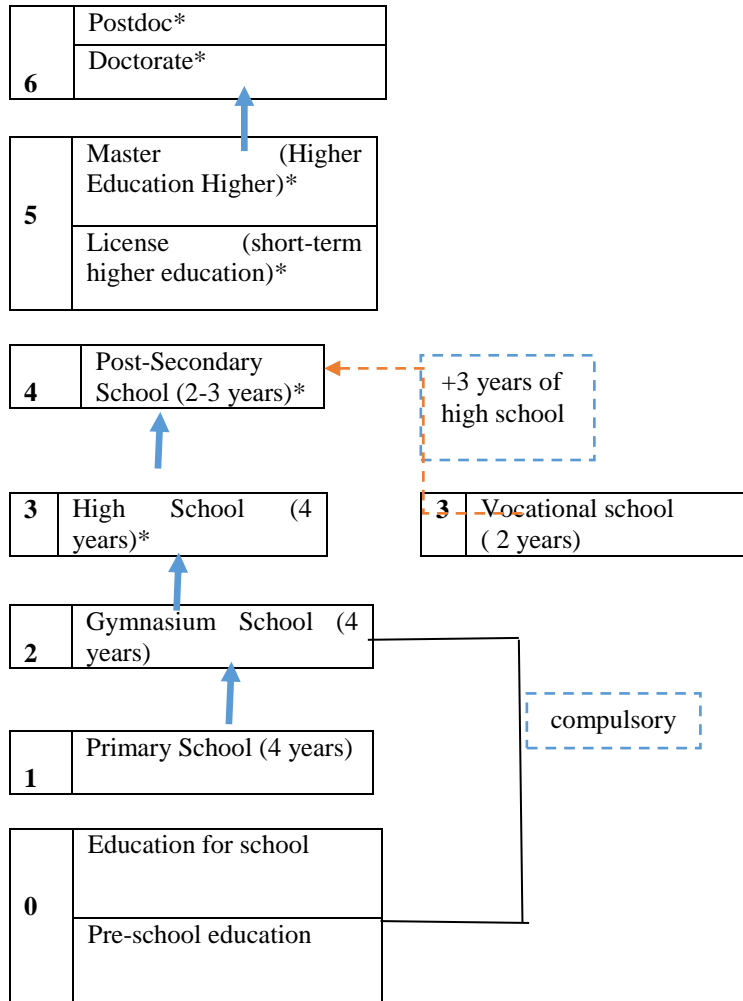 Postdoc*
Doctorate*
6
Master (Higher
Education Higher)*
5
License (short-term
higher education)*
Post-Secondary
School (2-3 years)*
4
+3 years of
high school
3 High School (4
years)*
3 Vocational school
( 2 years)
Gymnasium School (4
years)
2
compulsory
Primary School (4 years)
1
Education for school
0
Pre-school education